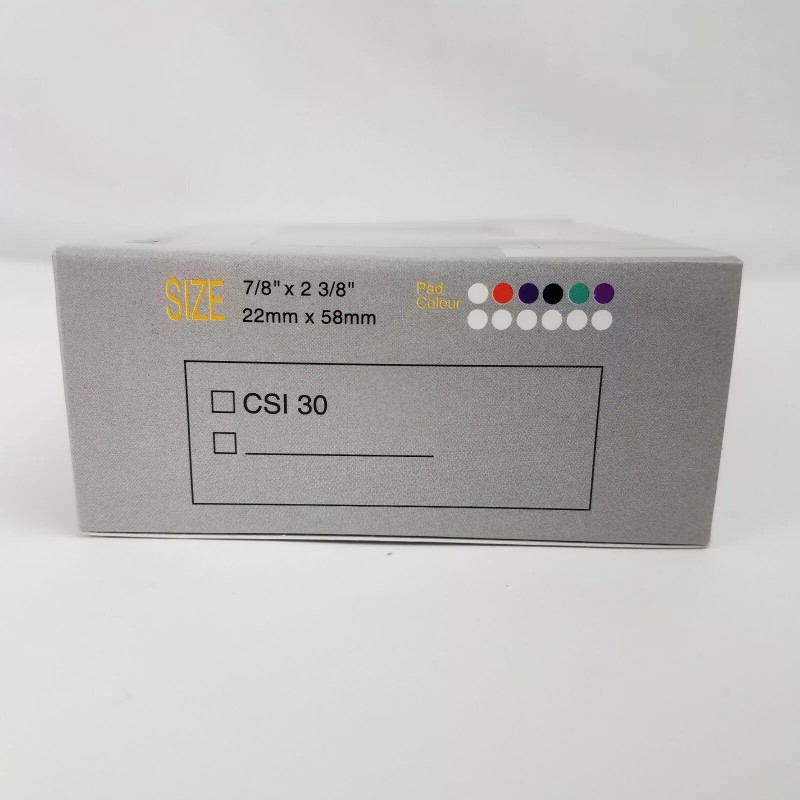 SIZE
7/8" x 2 3/8"
22mm x 58mm
Pad
Colour
CSI 30